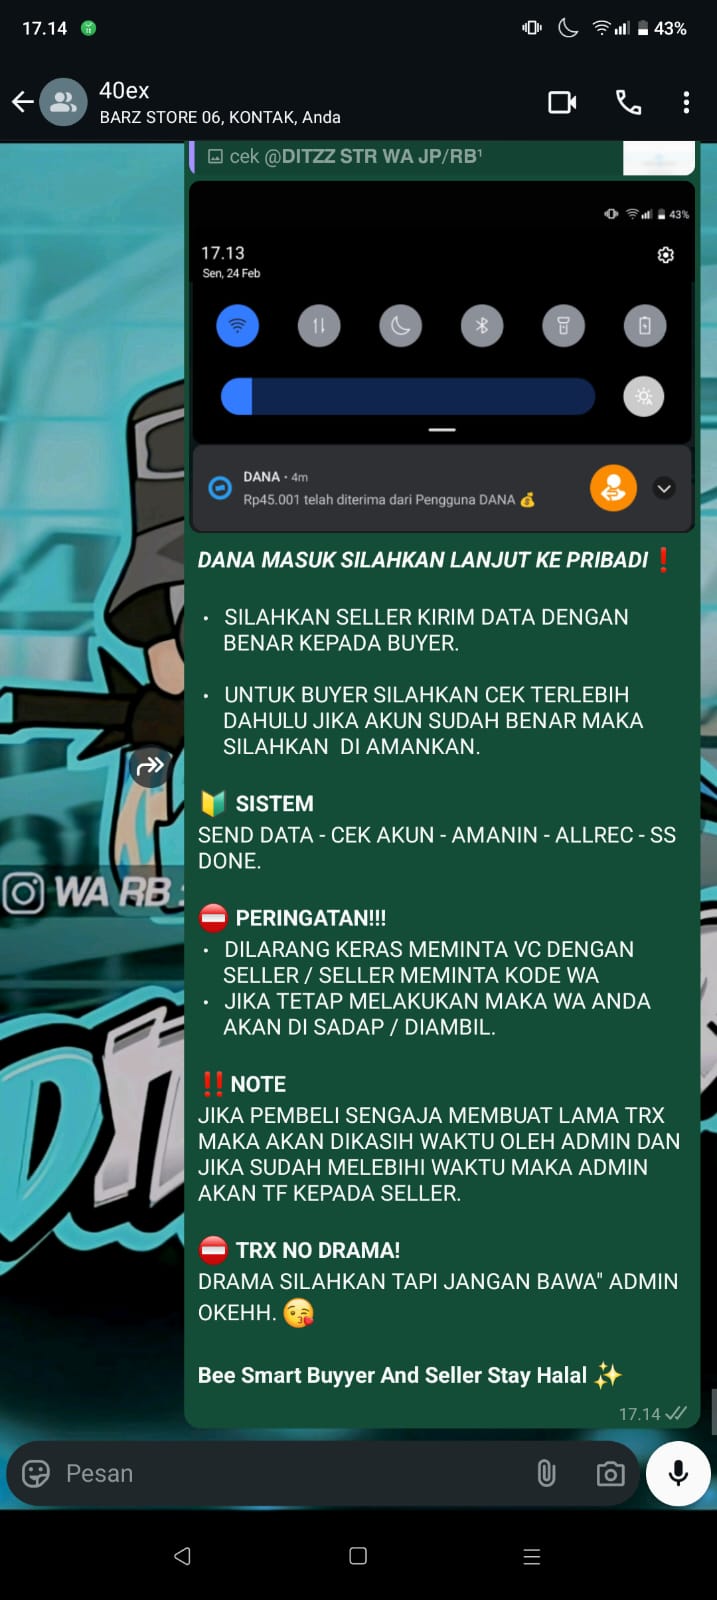 17.14
43%
40ex
BARZ STORE 06, KONTAK, Anda
cek @DITZZ STR WA JP/RB¹
43%
17.13
Sen, 24 Feb
DANA • 4m
Rp45.001 telah diterima dari Pengguna DANA 💰
DANA MASUK SILAHKAN LANJUT KE PRIBADI ❗
• SILAHKAN SELLER KIRIM DATA DENGAN
BENAR KEPADA BUYER.
• UNTUK BUYER SILAHKAN CEK TERLEBIH
DAHULU JIKA AKUN SUDAH BENAR MAKA
SILAHKAN DI AMANKAN.
🔰 SISTEM
SEND DATA - CEK AKUN - AMANIN - ALLREC - SS
DONE.
WA RB :
⛔ PERINGATAN!!!
• DILARANG KERAS MEMINTA VC DENGAN
SELLER / SELLER MEMINTA KODE WA
• JIKA TETAP MELAKUKAN MAKA WA ANDA
AKAN DI SADAP / DIAMBIL.
‼️ NOTE
JIKA PEMBELI SENGAJA MEMBUAT LAMA TRX
MAKA AKAN DIKASIH WAKTU OLEH ADMIN DAN
JIKA SUDAH MELEBIHI WAKTU MAKA ADMIN
AKAN TF KEPADA SELLER.
⛔ TRX NO DRAMA!
DRAMA SILAHKAN TAPI JANGAN BAWA" ADMIN
OKEHH. 😘
Bee Smart Buyyer And Seller Stay Halal ✨
17.14
Pesan